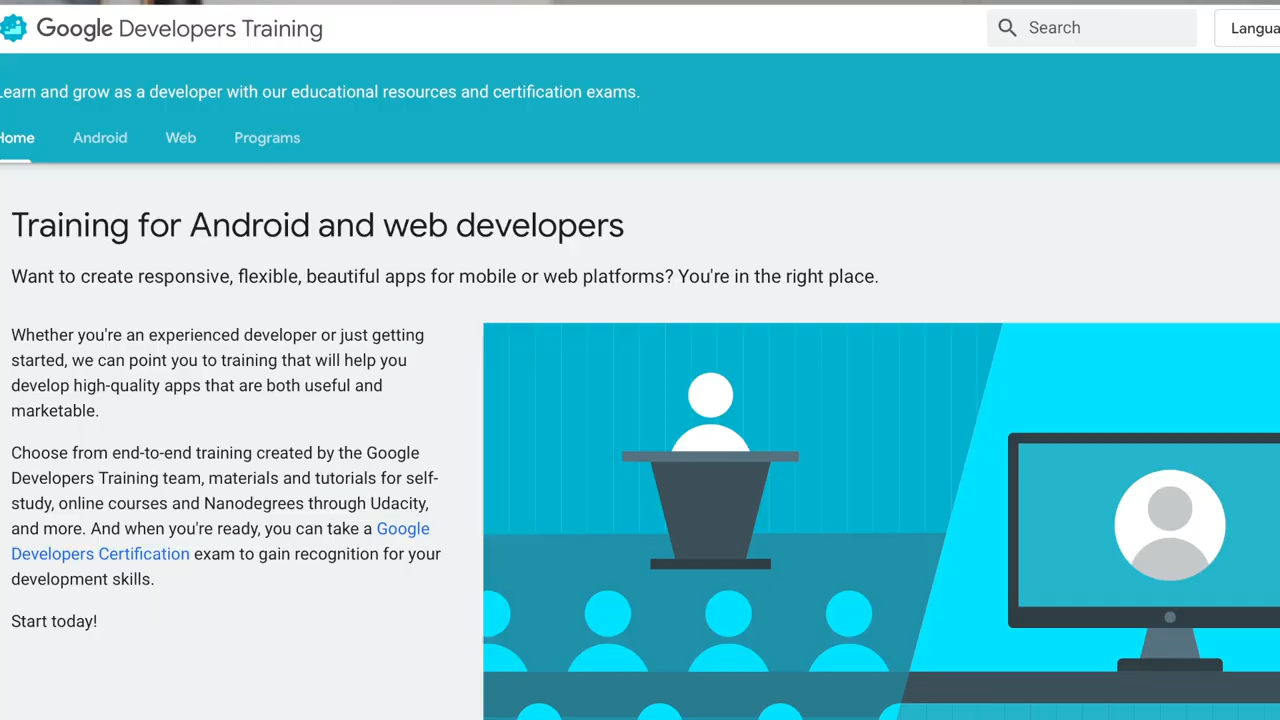 Google Developers Training
Search
Langua
Learn and grow as a developer with our educational resources and certification exams.
Home
Android
Web
Programs
Training for Android and web developers
Want to create responsive, flexible, beautiful apps for mobile or web platforms? You're in the right place.
Whether you're an experienced developer or just getting
started, we can point you to training that will help you
develop high-quality apps that are both useful and
marketable.
Choose from end-to-end training created by the Google
Developers Training team, materials and tutorials for self-
study, online courses and Nanodegrees through Udacity,
and more. And when you're ready, you can take a Google
Developers Certification exam to gain recognition for your
development skills.
Start today!